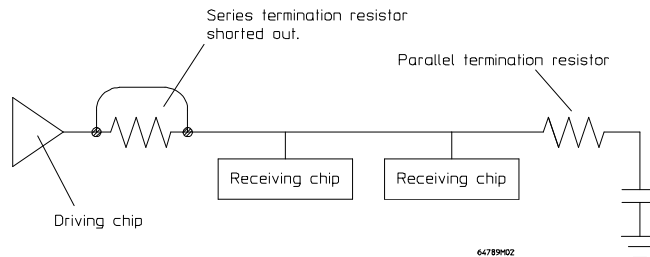 Series termination resistor
shorted out.
Parallel termination resistor
Receiving chip
Receiving chip
Driving chip
64789M02